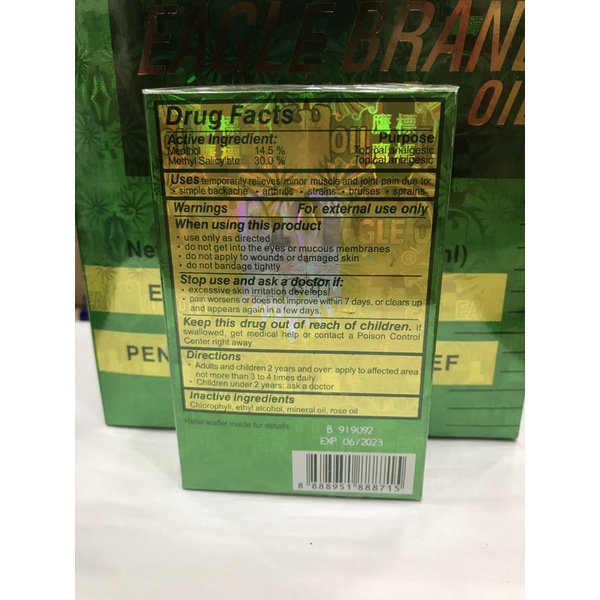 EAGLE BRAN
OIL
Drug Facts
鹰標
Active Ingredient: Purpose
Menthol 14.5 % Topical analgesic
Methyl Salicylate 30.0 % Topical analgesic
Uses temporarily relieves minor muscle and joint pain due to:
• simple backache • arthritis • strains • bruises • sprains
Warnings For external use only
When using this product
• use only as directed
• do not get into the eyes or mucous membranes
• do not apply to wounds or damaged skin
• do not bandage tightly
Stop use and ask a doctor if:
• excessive skin irritation develops
• pain worsens or does not improve within 7 days, or clears up
and appears again in a few days.
Keep this drug out of reach of children. If
swallowed, get medical help or contact a Poison Control
Center right away
Directions
• Adults and children 2 years and over: apply to affected area
not more than 3 to 4 times daily
• Children under 2 years: ask a doctor
Inactive ingredients
Chlorophyll, ethyl alcohol, mineral oil, rose oil
Refer leaflet inside for details
B 919092
EXP 06/2023
8 888951 888715
Ne
l)
E
PEN
EF